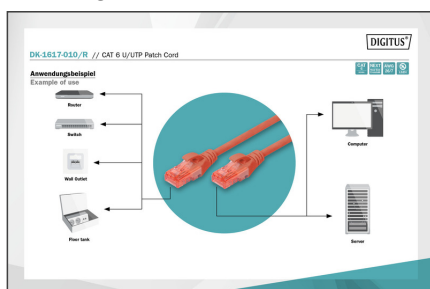 DIGITUS®
DK-1617-010/R // CAT 6 U/UTP Patch Cord
Anwendungsbeispiel
Example of use
Router
Switch
Wall Outlet
Floor tank
Computer
Server